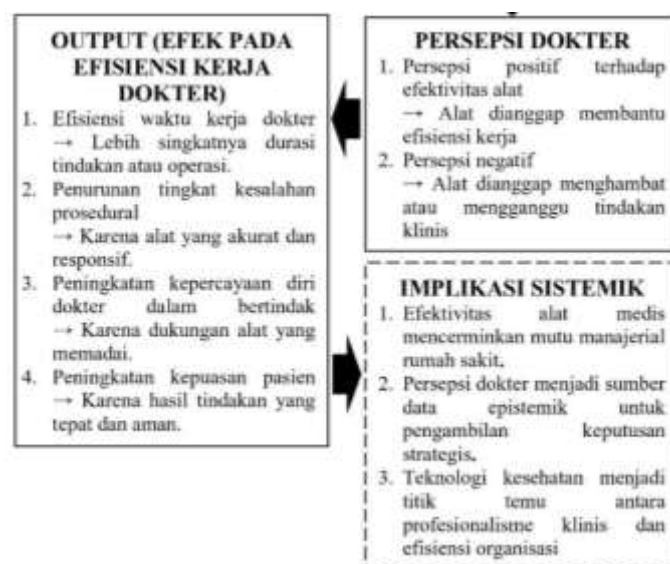 OUTPUT (EFEK PADA
EFISIENSI KERJA
DOKTER)
1. Efisiensi waktu kerja dokter
→ Lebih singkatnya durasi
tindakan atau operasi.
2. Penurunan tingkat kesalahan
prosedural
→ Karena alat yang akurat dan
responsif.
3. Peningkatan kepercayaan diri
dokter dalam bertindak
→ Karena dukungan alat yang
memadai.
4. Peningkatan kepuasan pasien
→ Karena hasil tindakan yang
tepat dan aman.
PERSEPSI DOKTER
1. Persepsi positif terhadap
efektivitas alat
→ Alat dianggap membantu
efisiensi kerja
2. Persepsi negatif
→ Alat dianggap menghambat
atau mengganggu tindakan
klinis
IMPLIKASI SISTEMIK
1. Efektivitas alat medis
mencerminkan mutu manajerial
rumah sakit.
2. Persepsi dokter menjadi sumber
data epistemik untuk
pengambilan keputusan
strategis.
3. Teknologi kesehatan menjadi
titik temu antara
profesionalisme klinis dan
efisiensi organisasi